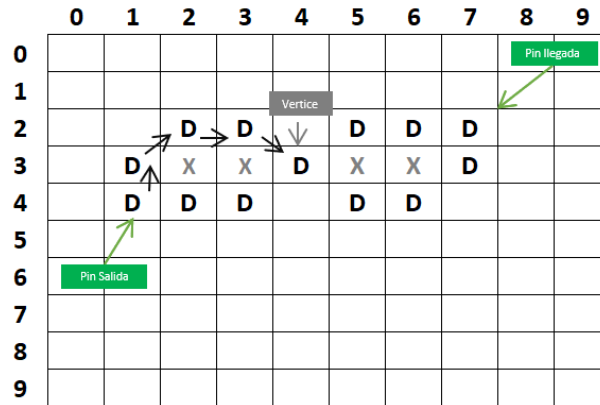 0 1 2 3 4 5 6 7 8 9
0 Pin llegada
1 Vertice
2 D D D D D
3 D X X D X X D
4 D D D D D
5
6 Pin Salida
7
8
9